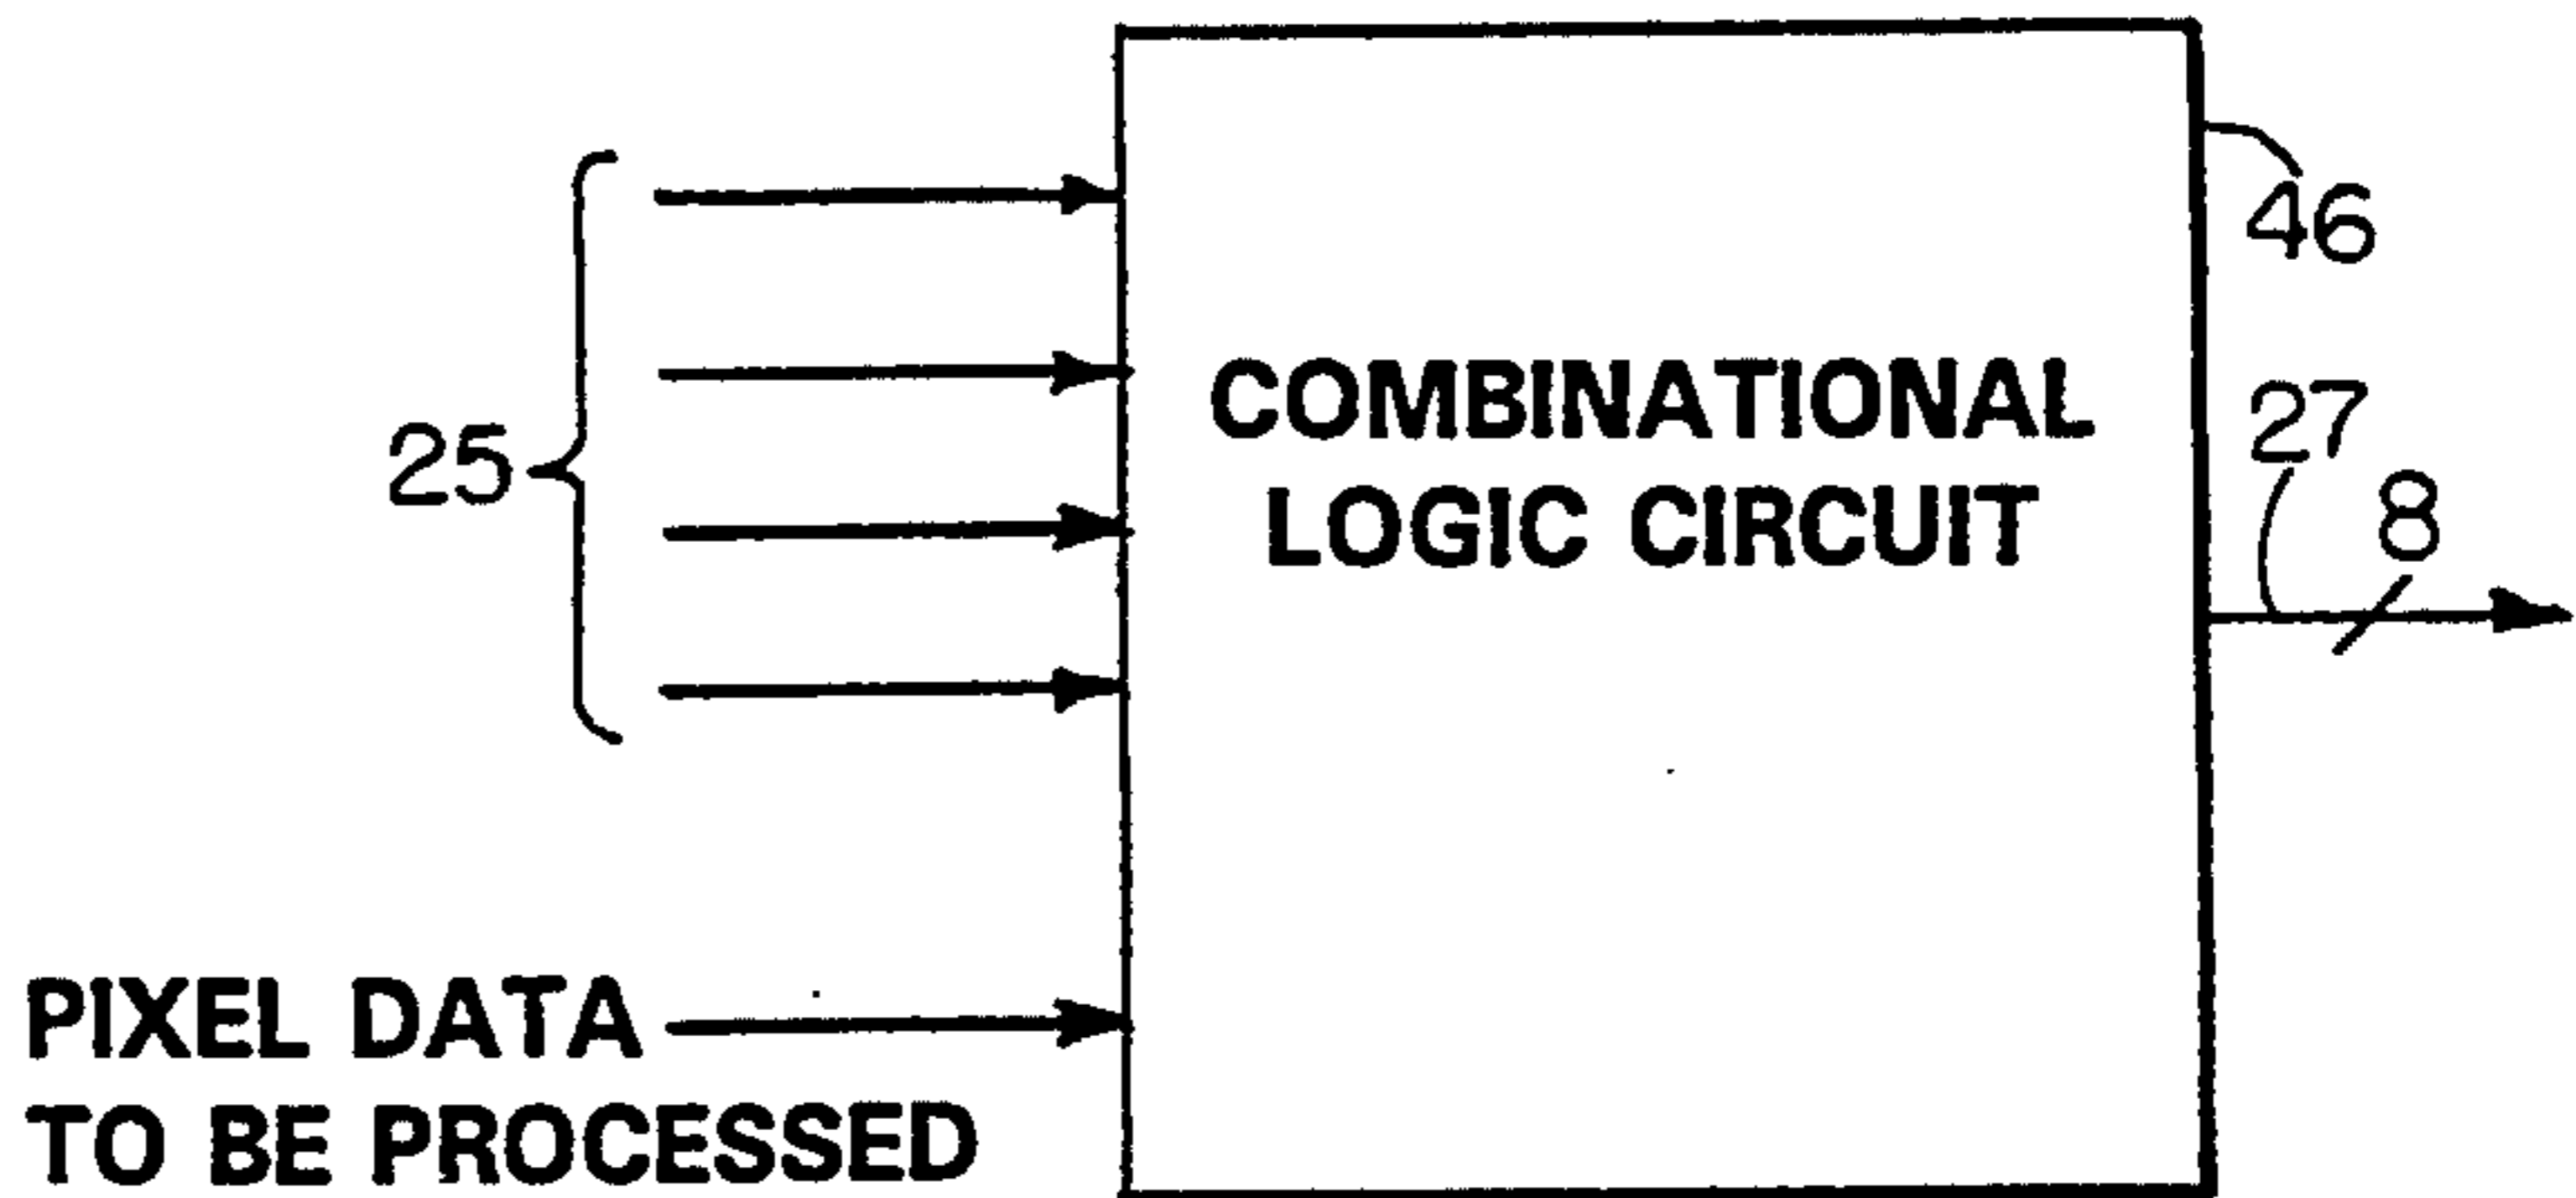 46
COMBINATIONAL
LOGIC CIRCUIT
27
8
25
PIXEL DATA
TO BE PROCESSED